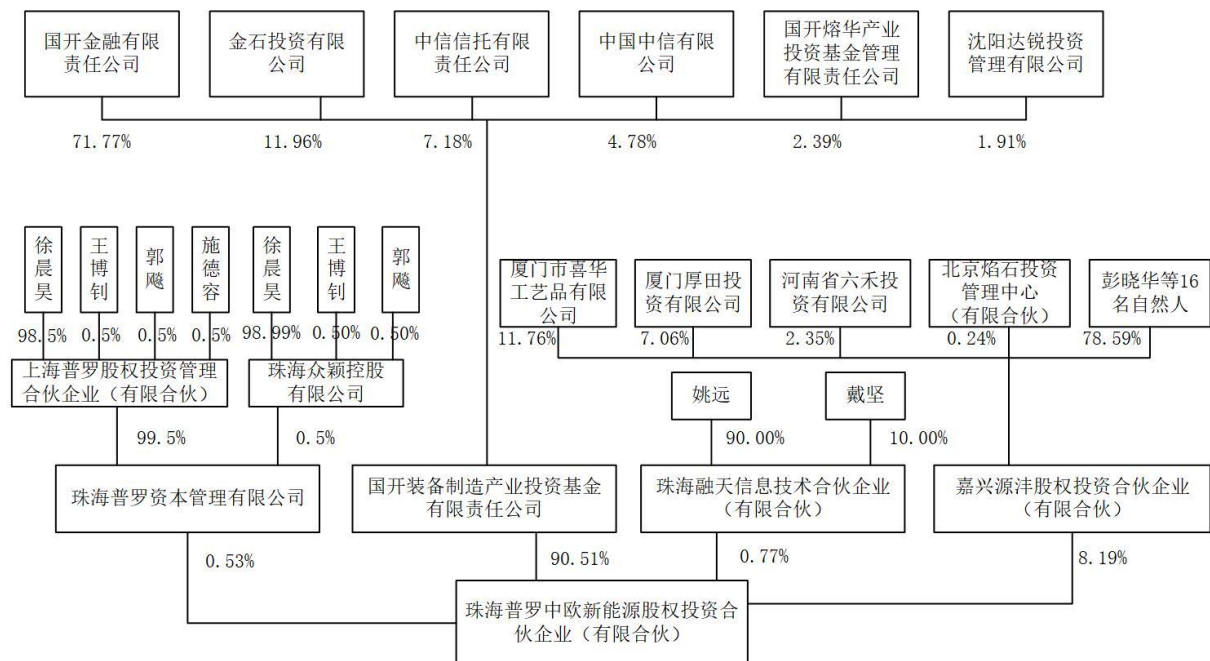 国开金融有限
责任公司
金石投资有限
公司
中信信托有限
责任公司
中国中信有限
公司
国开熔华产业
投资基金管理
有限责任公司
沈阳达锐投资
管理有限公司
71.77%
11.96%
7.18%
4.78%
2.39%
1.91%
徐晨昊
王博钊
郭飚
施德容
徐晨昊
王博钊
郭飚
98.5%
0.5%
0.5%
0.5%
98.99%
0.50%
0.50%
厦门市喜华
工艺品有限
公司
厦门厚田投
资有限公司
河南省六禾投
资有限公司
北京焰石投资
管理中心
（有限合伙）
彭晓华等16
名自然人
11.76%
7.06%
2.35%
0.24%
78.59%
上海普罗股权投资管理
合伙企业（有限合伙）
珠海众颖控股
有限公司
姚远
戴坚
99.5%
0.5%
90.00%
10.00%
珠海普罗资本管理有限公司
国开装备制造产业投资基金
有限责任公司
珠海融天信息技术合伙企业
（有限合伙）
嘉兴源沣股权投资合伙企业
（有限合伙）
0.53%
90.51%
0.77%
8.19%
珠海普罗中欧新能源股权投资合
伙企业（有限合伙）